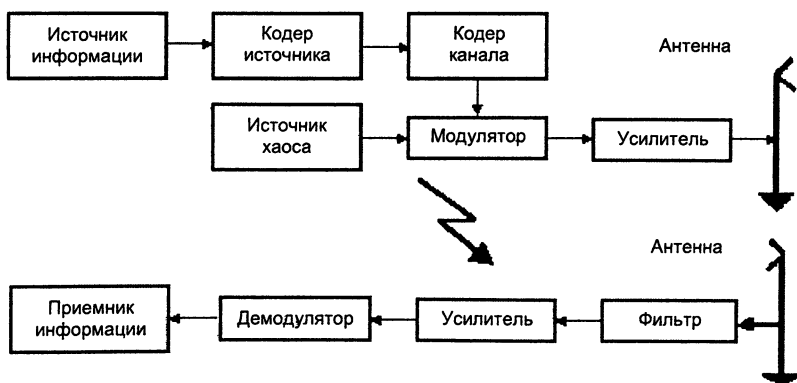 Источник
информации
Кодер
источника
Кодер
канала
Антенна
Источник
хаоса
Модулятор
Усилитель
Антенна
Приемник
информации
Демодулятор
Усилитель
Фильтр